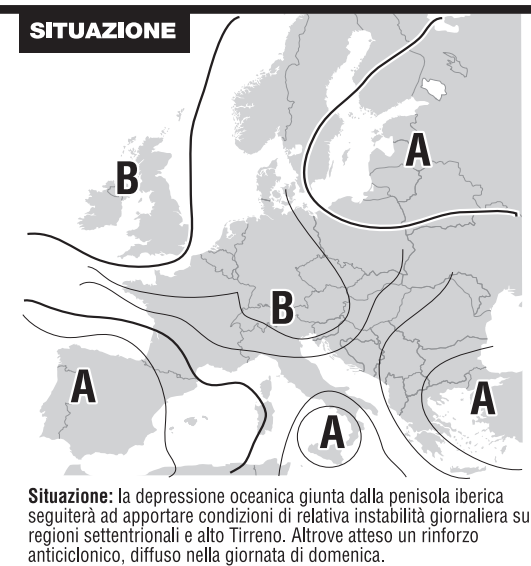 SITUAZIONE
B
A
B
A
A
A
Situazione: la depressione oceanica giunta dalla penisola iberica
seguiterà ad apportare condizioni di relativa instabilità giornaliera su
regioni settentrionali e alto Tirreno. Altrove atteso un rinforzo
anticiclonico, diffuso nella giornata di domenica.